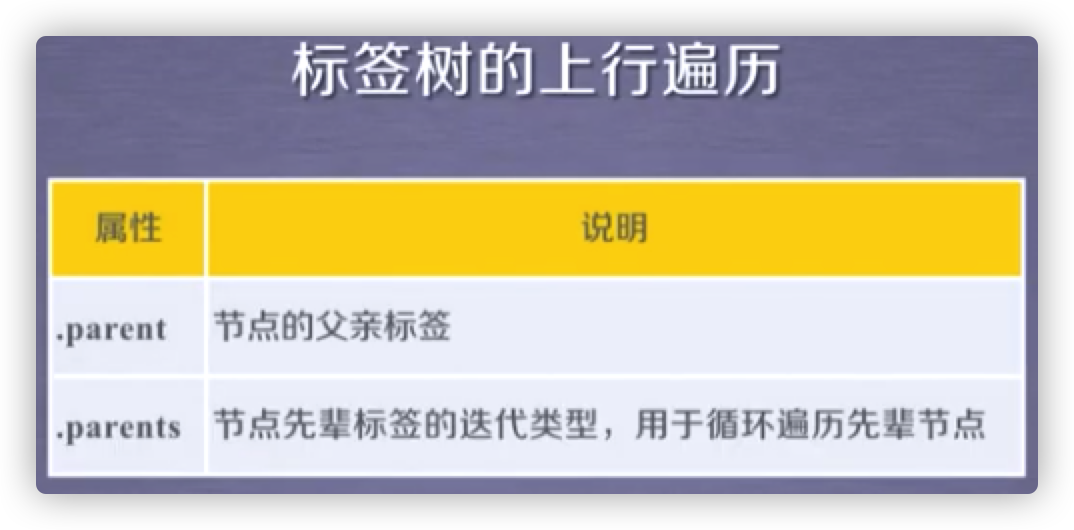 标签树的上行遍历
属性 说明
.parent 节点的父亲标签
.parents 节点先辈标签的迭代类型，用于循环遍历先辈节点